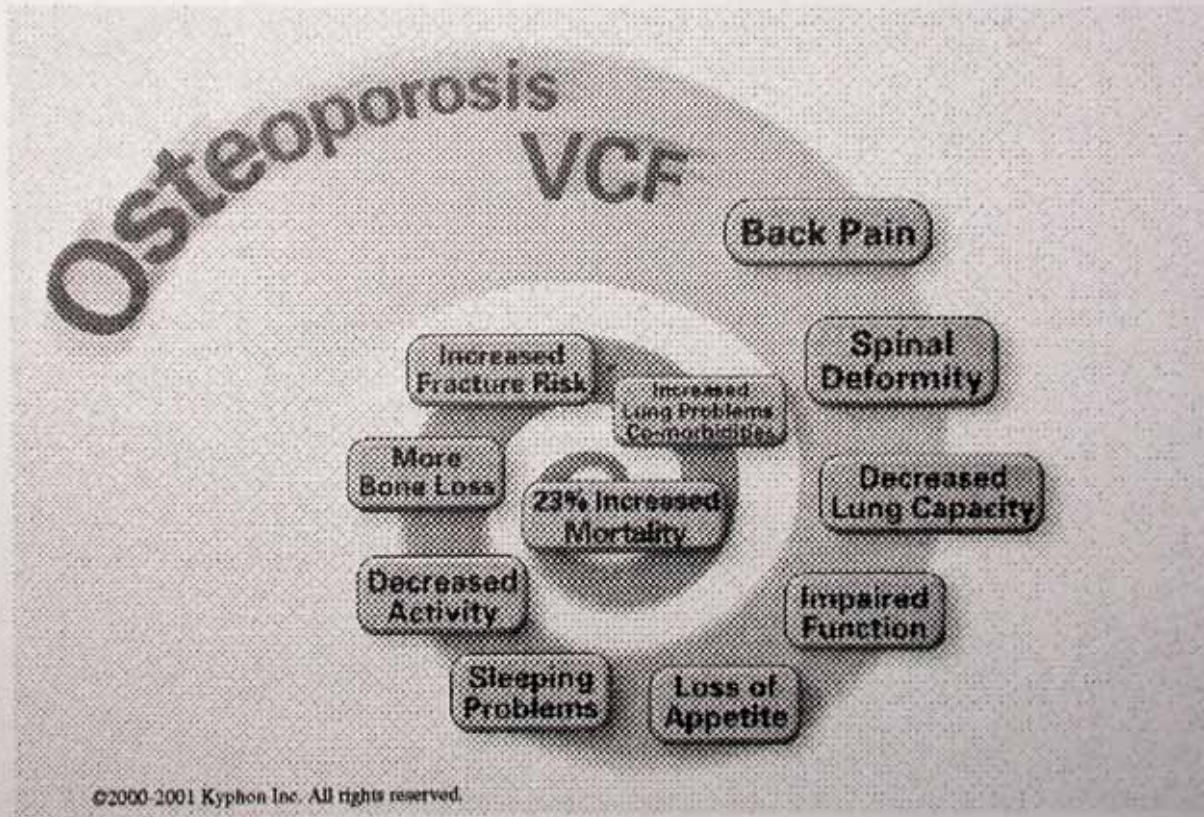 Osteoporosis
VCF
Back Pain
Spinal
Deformity
Decreased
Lung Capacity
Impaired
Function
Loss of
Appetite
Sleeping
Problems
Decreased
Activity
More
Bone Loss
Increased
Fracture Risk
Increased
Lung Problems
Co-morbidities
23% Increased
Mortality
©2000-2001 Kyphon Inc. All rights reserved.